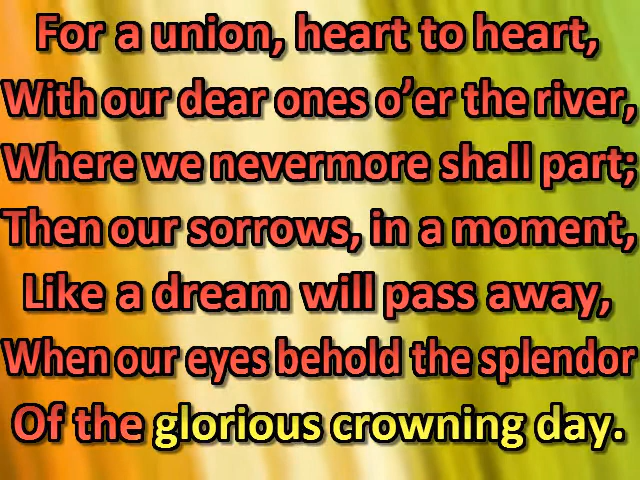 For a union, heart to heart,
With our dear ones o’er the river,
Where we nevermore shall part;
Then our sorrows, in a moment,
Like a dream will pass away,
When our eyes behold the splendor
Of the glorious crowning day.